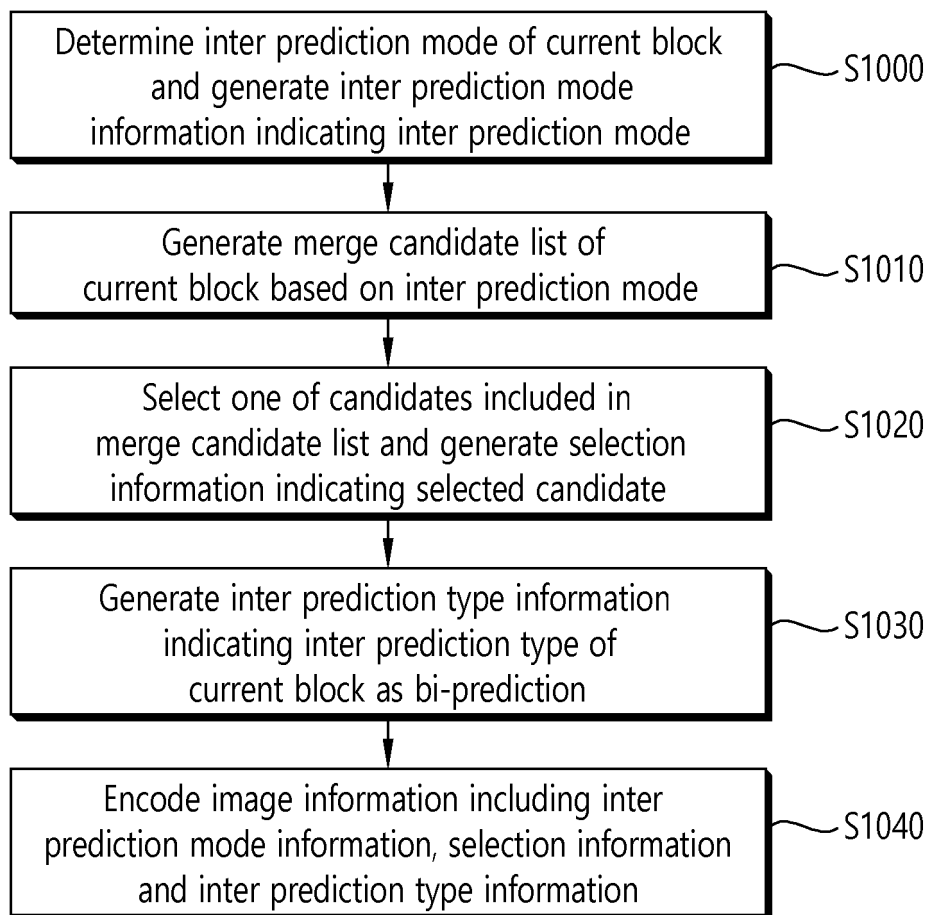 Determine inter prediction mode of current block
and generate inter prediction mode
information indicating inter prediction mode
S1000
Generate merge candidate list of
current block based on inter prediction mode
S1010
Select one of candidates included in
merge candidate list and generate selection
information indicating selected candidate
S1020
Generate inter prediction type information
indicating inter prediction type of
current block as bi-prediction
S1030
Encode image information including inter
prediction mode information, selection information
and inter prediction type information
S1040